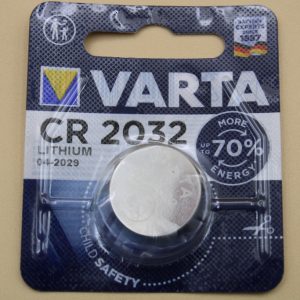 BATTERY
EXPERTS
SINCE
1887
VARTA
CR 2032
LITHIUM
04-2029
MORE
UP TO
70%
ENERGY
CHILD SAFETY